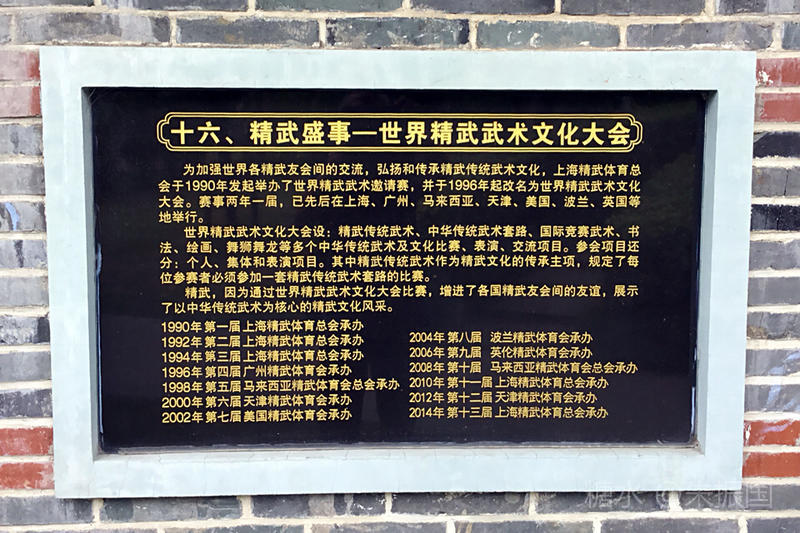 十六、精武盛事—世界精武武术文化大会
为加强世界各精武友会间的交流，弘扬和传承精武传统武术文化，上海精武体育总
会于1990年发起举办了世界精武武术邀请赛，并于1996年起改名为世界精武武术文化
大会。赛事两年一届，已先后在上海、广州、马来西亚、天津、美国、波兰、英国等
地举行。
世界精武武术文化大会设：精武传统武术、中华传统武术套路、国际竞赛武术、书
法、绘画、舞狮舞龙等多个中华传统武术及文化比赛、表演、交流项目。参会项目还
分：个人、集体和表演项目。其中精武传统武术作为精武文化的传承主项，规定了每
位参赛者必须参加一套精武传统武术套路的比赛。
精武，因为通过世界精武武术文化大会比赛，增进了各国精武友会间的友谊，展示
了以中华传统武术为核心的精武文化风采。
1990年 第一届 上海精武体育总会承办
1992年 第二届 上海精武体育总会承办
1994年 第三届 上海精武体育总会承办
1996年 第四届 广州精武体育会承办
1998年 第五届 马来西亚精武体育会总会承办
2000年 第六届 天津精武体育会承办
2002年 第七届 美国精武体育会承办
2004年 第八届 波兰精武体育会承办
2006年 第九届 英伦精武体育会承办
2008年 第十届 马来西亚精武体育会总会承办
2010年 第十一届 上海精武体育总会承办
2012年 第十二届 天津精武体育会承办
2014年 第十三届 上海精武体育总会承办
糖水@梁振国